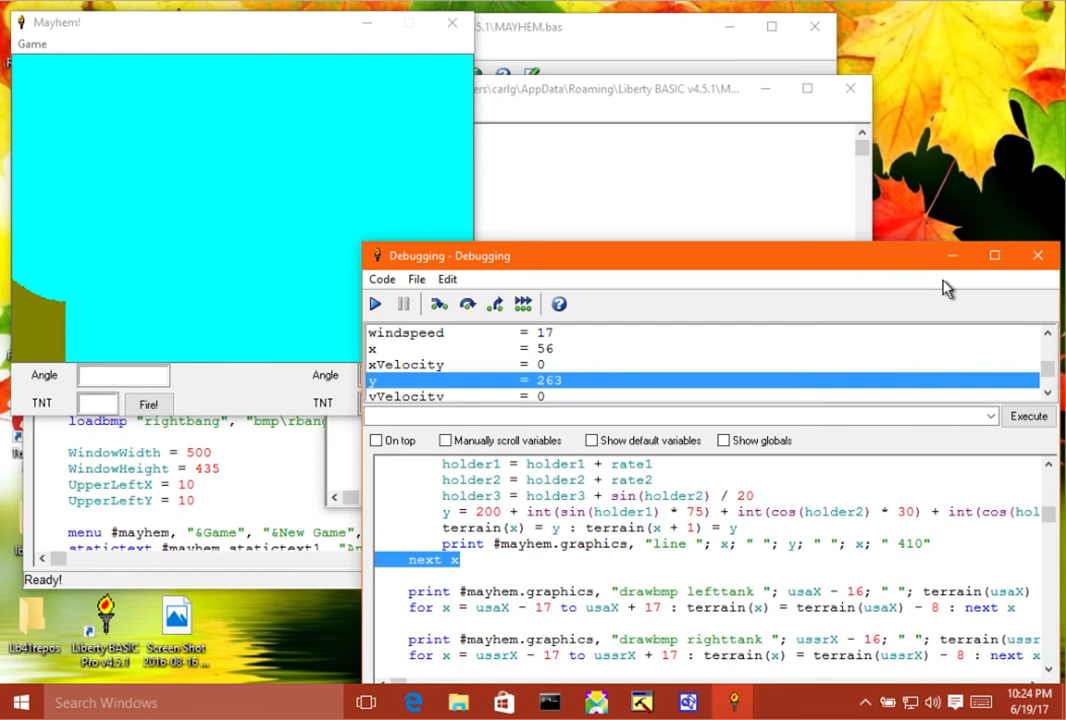 Mayhem!
Game
5.1\MAYHEM.bas
ers\carlg\AppData\Roaming\Liberty BASIC v4.5.1\M...
Debugging - Debugging
Code File Edit
windspeed = 17
x = 56
xVelocity = 0
y = 263
yVelocity = 0
Execute
On top Manually scroll variables Show default variables Show globals
holder1 = holder1 + rate1
holder2 = holder2 + rate2
holder3 = holder3 + sin(holder2) / 20
y = 200 + int(sin(holder1) * 75) + int(cos(holder2) * 30) + int(cos(hol
terrain(x) = y : terrain(x + 1) = y
print #mayhem.graphics, "line "; x; " "; y; " "; x; " 410"
next x
print #mayhem.graphics, "drawbmp lefttank "; usaX - 16; " "; terrain(usaX)
for x = usaX - 17 to usaX + 17 : terrain(x) = terrain(usaX) - 8 : next x
print #mayhem.graphics, "drawbmp righttank "; ussrX - 16; " "; terrain(ussr
for x = ussrX - 17 to ussrX + 17 : terrain(x) = terrain(ussrX) - 8 : next x
Angle Angle
TNT Fire! TNT
loadbmp "rightbang", "bmp\rbang
WindowWidth = 500
WindowHeight = 435
UpperLeftX = 10
UpperLeftY = 10
menu #mayhem, "&Game", "&New Game",
statictext #mayhem.statictext1, "An
Ready!
Lb41repos
Liberty BASIC
Pro v4.5.1
Screen Shot
2016-08-16 ...
Search Windows
10:24 PM
6/19/17